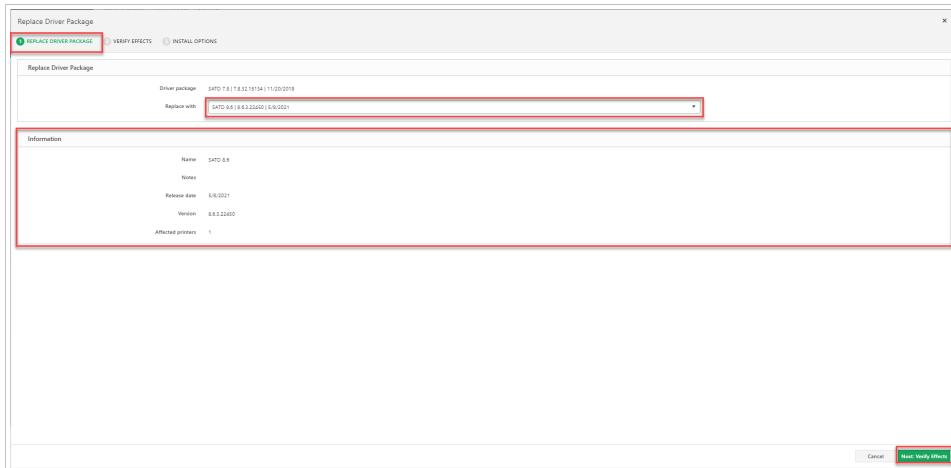 Replace Driver Package
1 REPLACE DRIVER PACKAGE 2 VERIFY EFFECTS 3 INSTALL OPTIONS
Replace Driver Package
Driver package SATO 7.8 | 7.8.32.15134 | 11/20/2018
Replace with SATO 8.6 | 8.6.3.22450 | 5/8/2021
Information
Name SATO 8.6
Notes
Release date 5/8/2021
Version 8.6.3.22450
Affected printers 1
Cancel Next: Verify Effects